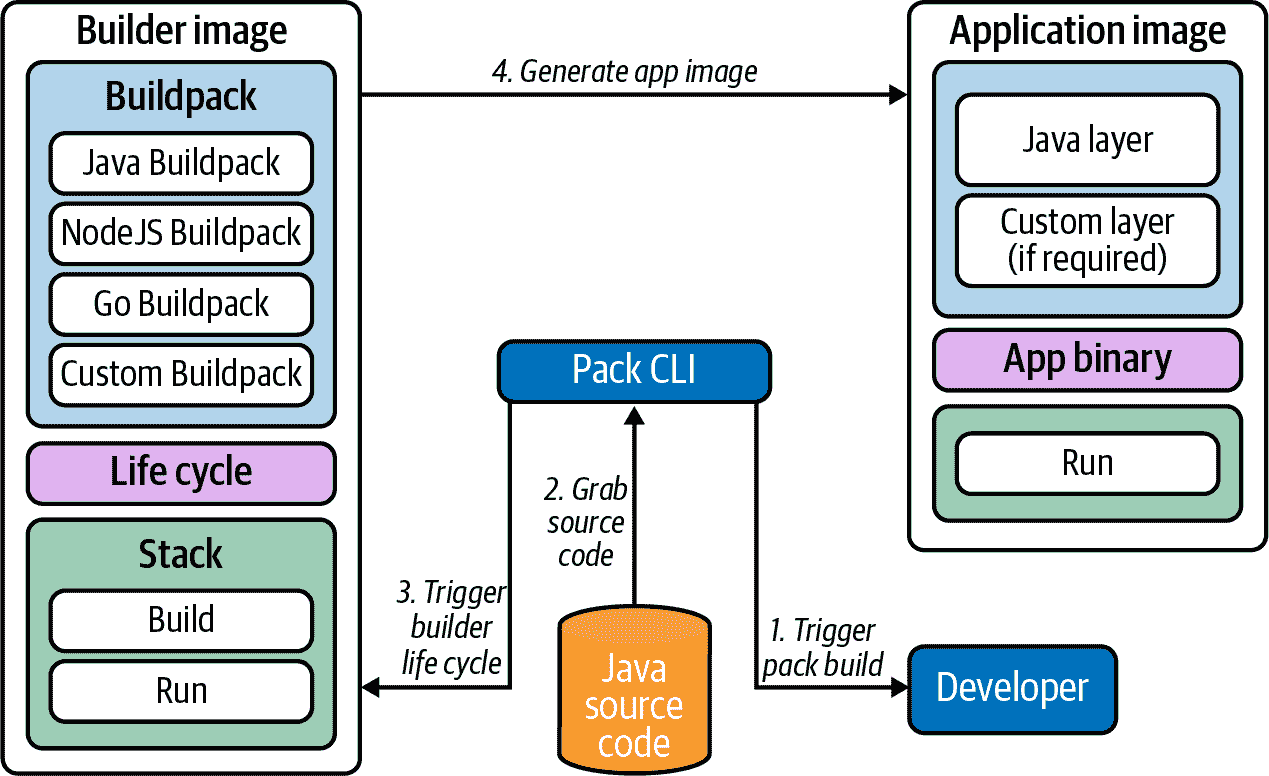 Builder image
Buildpack
Java Buildpack
NodeJS Buildpack
Go Buildpack
Custom Buildpack
Life cycle
Stack
Build
Run
4. Generate app image
Pack CLI
2. Grab
source
code
3. Trigger
builder
life cycle
1. Trigger
pack build
Java
source
code
Developer
Application image
Java layer
Custom layer
(if required)
App binary
Run